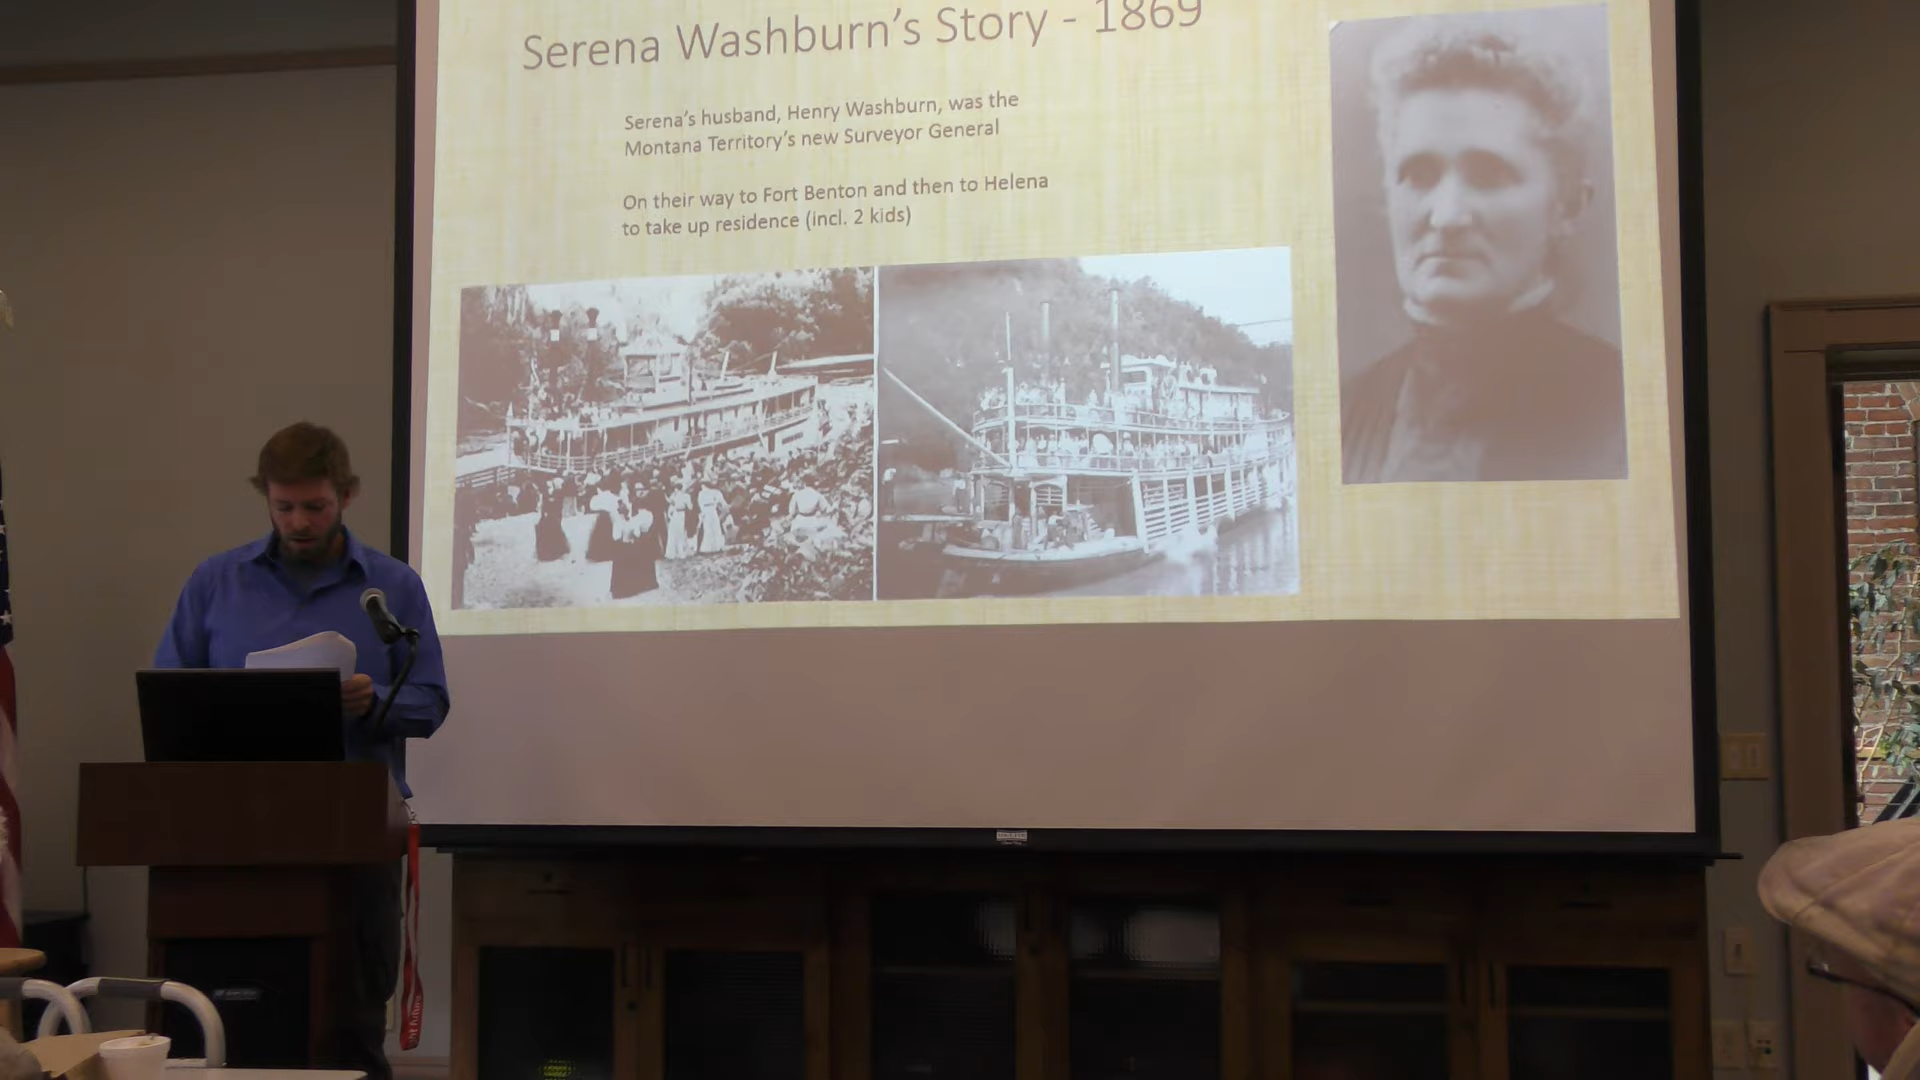 Serena Washburn's Story - 1869
Serena's husband, Henry Washburn, was the
Montana Territory's new Surveyor General
On their way to Fort Benton and then to Helena
to take up residence (incl. 2 kids)